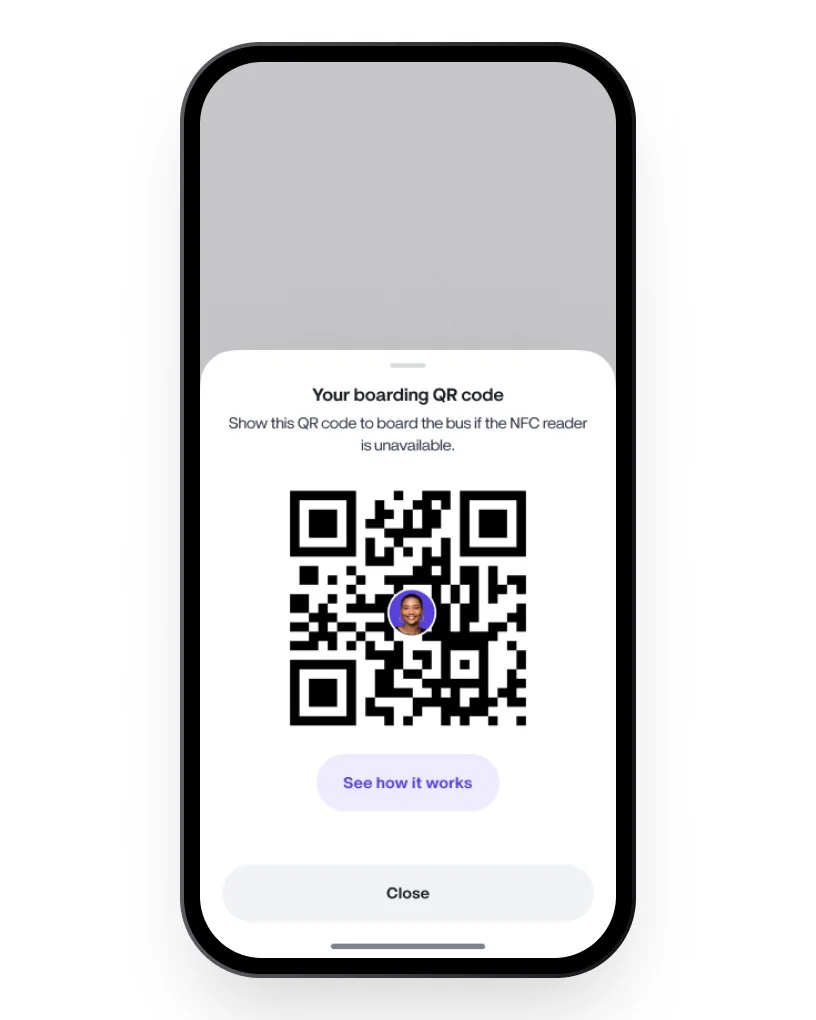 Your boarding QR code
Show this QR code to board the bus if the NFC reader
is unavailable.
See how it works
Close